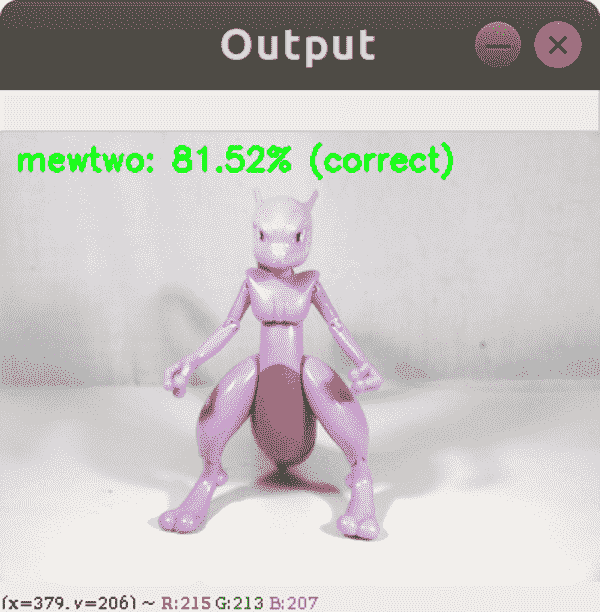 Output
mewtwo: 81.52% (correct)
(x=379, y=206) ~ R:215 G:213 B:207